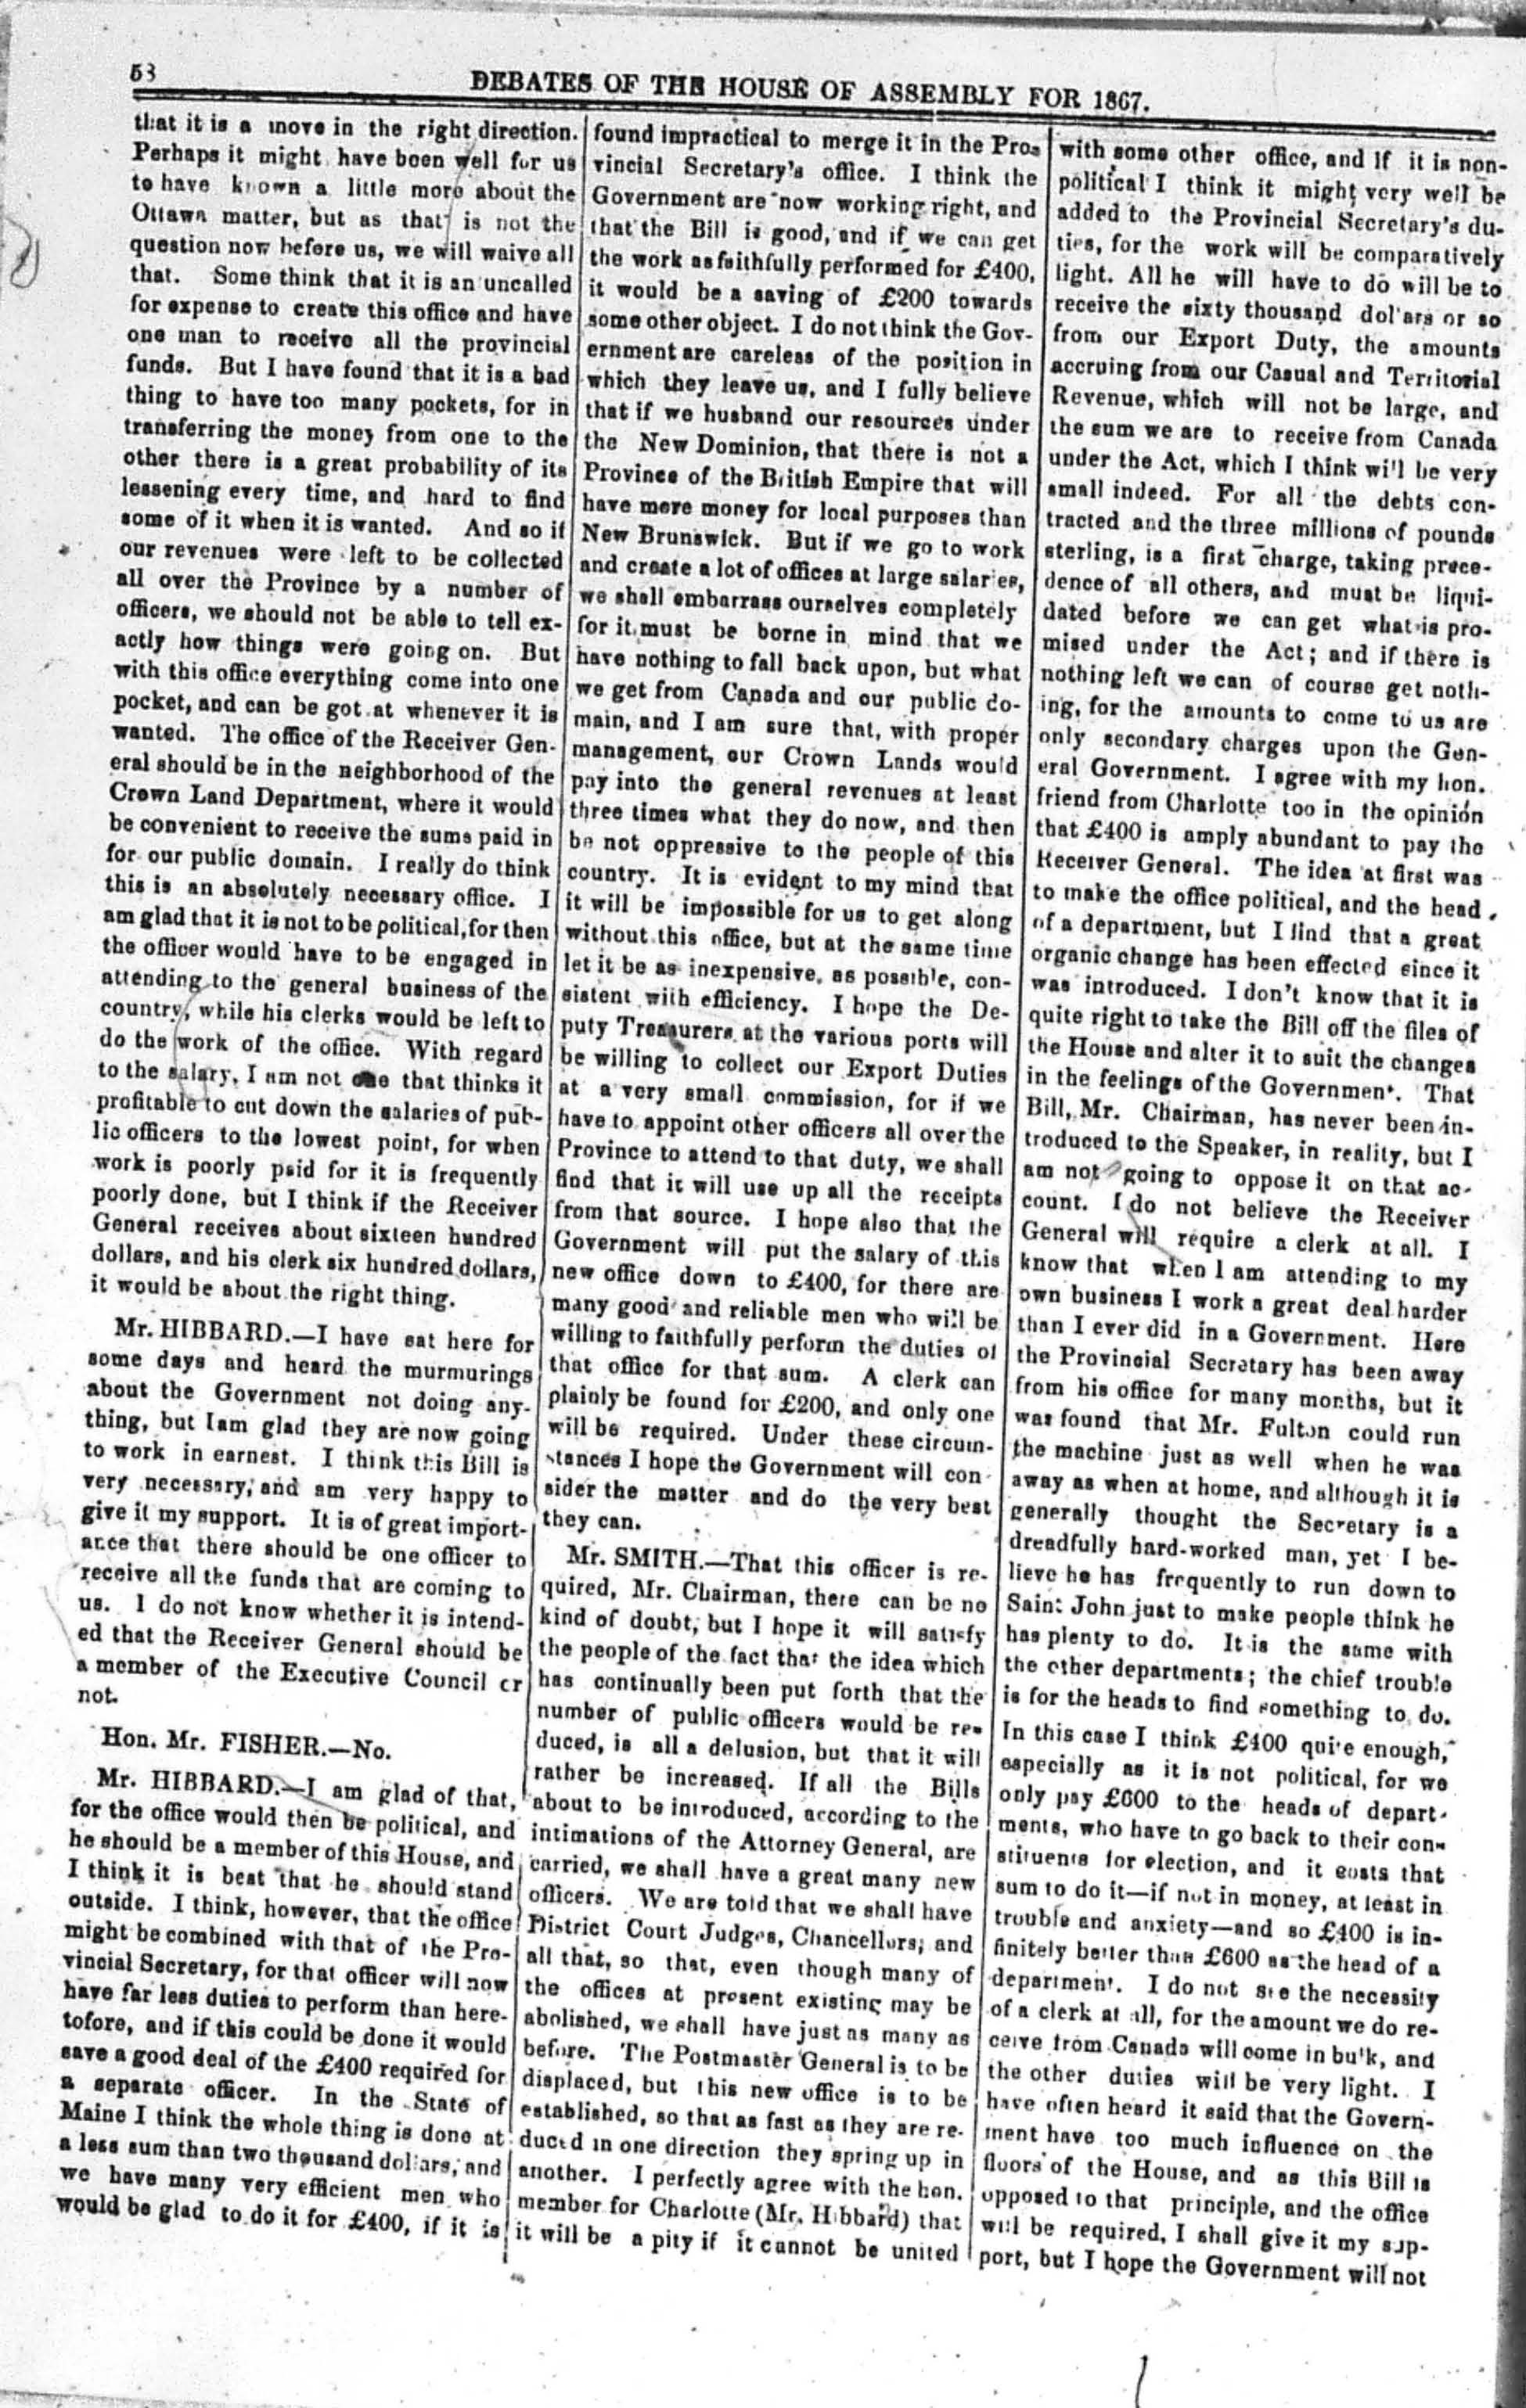 58
DEBATES OF THE HOUSE OF ASSEMBLY FOR 1867.
that it is a move in the right direction.
Perhaps it might have been well for us
to have known a little more about the
Ottawa matter, but as that is not the
question now before us, we will waive all
that. Some think that it is an uncalled
for expense to create this office and have
one man to receive all the provincial
funds. But I have found that it is a bad
thing to have too many pockets, for in
transferring the money from one to the
other there is a great probability of its
lessening every time, and hard to find
some of it when it is wanted. And so if
our revenues were left to be collected
all over the Province by a number of
officers, we should not be able to tell ex-
actly how things were going on. But
with this office everything come into one
pocket, and can be got at whenever it is
wanted. The office of the Receiver Gen-
eral should be in the neighborhood of the
Crown Land Department, where it would
be convenient to receive the sums paid in
for our public domain. I really do think
this is an absolutely necessary office. I
am glad that it is not to be political, for then
the officer would have to be engaged in
attending to the general business of the
country, while his clerks would be left to
do the work of the office. With regard
to the salary, I am not one that thinks it
profitable to cut down the salaries of pub-
lic officers to the lowest point, for when
work is poorly paid for it is frequently
poorly done, but I think if the Receiver
General receives about sixteen hundred
dollars, and his clerk six hundred dollars,
it would be about the right thing.
Mr. HIBBARD.—I have sat here for
some days and heard the murmurings
about the Government not doing any-
thing, but I am glad they are now going
to work in earnest. I think this Bill is
very necessary, and am very happy to
give it my support. It is of great import-
ance that there should be one officer to
receive all the funds that are coming to
us. I do not know whether it is intend-
ed that the Receiver General should be
a member of the Executive Council or
not.
Hon. Mr. FISHER.—No.
Mr. HIBBARD.—I am glad of that,
for the office would then be political, and
he should be a member of this House, and
I think it is best that he should stand
outside. I think, however, that the office
might be combined with that of the Pro-
vincial Secretary, for that officer will now
have far less duties to perform than here-
tofore, and if this could be done it would
save a good deal of the £400 required for
a separate officer. In the State of
Maine I think the whole thing is done at
a less sum than two thousand dollars, and
we have many very efficient men who
would be glad to do it for £400, if it is
found impractical to merge it in the Pro-
vincial Secretary's office. I think the
Government are now working right, and
that the Bill is good, and if we can get
the work as faithfully performed for £400,
it would be a saving of £200 towards
some other object. I do not think the Gov-
ernment are careless of the position in
which they leave us, and I fully believe
that if we husband our resources under
the New Dominion, that there is not a
Province of the British Empire that will
have more money for local purposes than
New Brunswick. But if we go to work
and create a lot of offices at large salaries,
we shall embarrass ourselves completely
for it must be borne in mind that we
have nothing to fall back upon, but what
we get from Canada and our public do-
main, and I am sure that, with proper
management, our Crown Lands would
pay into the general revenues at least
three times what they do now, and then
be not oppressive to the people of this
country. It is evident to my mind that
it will be impossible for us to get along
without this office, but at the same time
let it be as inexpensive, as possible, con-
sistent with efficiency. I hope the De-
puty Treasurers at the various ports will
be willing to collect our Export Duties
at a very small commission, for if we
have to appoint other officers all over the
Province to attend to that duty, we shall
find that it will use up all the receipts
from that source. I hope also that the
Government will put the salary of this
new office down to £400, for there are
many good and reliable men who will be
willing to faithfully perform the duties of
that office for that sum. A clerk can
plainly be found for £200, and only one
will be required. Under these circum-
stances I hope the Government will con-
sider the matter and do the very best
they can.
Mr. SMITH.—That this officer is re-
quired, Mr. Chairman, there can be no
kind of doubt, but I hope it will satisfy
the people of the fact that the idea which
has continually been put forth that the
number of public officers would be re-
duced, is all a delusion, but that it will
rather be increased. If all the Bills
about to be introduced, according to the
intimations of the Attorney General, are
carried, we shall have a great many new
officers. We are told that we shall have
District Court Judges, Chancellors, and
all that, so that, even though many of
the offices at present existing may be
abolished, we shall have just as many as
before. The Postmaster General is to be
displaced, but this new office is to be
established, so that as fast as they are re-
duced in one direction they spring up in
another. I perfectly agree with the hon.
member for Charlotte (Mr. Hibbard) that
it will be a pity if it cannot be united
with some other office, and if it is non-
political I think it might very well be
added to the Provincial Secretary's du-
ties, for the work will be comparatively
light. All he will have to do will be to
receive the sixty thousand dollars or so
from our Export Duty, the amounts
accruing from our Casual and Territorial
Revenue, which will not be large, and
the sum we are to receive from Canada
under the Act, which I think will be very
small indeed. For all the debts con-
tracted and the three millions of pounds
sterling, is a first charge, taking prece-
dence of all others, and must be liqui-
dated before we can get what is pro-
mised under the Act; and if there is
nothing left we can of course get noth-
ing, for the amounts to come to us are
only secondary charges upon the Gen-
eral Government. I agree with my hon.
friend from Charlotte too in the opinion
that £400 is amply abundant to pay the
Receiver General. The idea at first was
to make the office political, and the head
of a department, but I find that a great
organic change has been effected since it
was introduced. I don't know that it is
quite right to take the Bill off the files of
the House and alter it to suit the changes
in the feelings of the Government. That
Bill, Mr. Chairman, has never been in-
troduced to the Speaker, in reality, but I
am not going to oppose it on that ac-
count. I do not believe the Receiver
General will require a clerk at all. I
know that when I am attending to my
own business I work a great deal harder
than I ever did in a Government. Here
the Provincial Secretary has been away
from his office for many months, but it
was found that Mr. Fulton could run
the machine just as well when he was
away as when at home, and although it is
generally thought the Secretary is a
dreadfully hard-worked man, yet I be-
lieve he has frequently to run down to
Saint John just to make people think he
has plenty to do. It is the same with
the other departments; the chief trouble
is for the heads to find something to do.
In this case I think £400 quite enough,
especially as it is not political, for we
only pay £600 to the heads of depart-
ments, who have to go back to their con-
stituents for election, and it costs that
sum to do it—if not in money, at least in
trouble and anxiety—and so £400 is in-
finitely better than £600 as the head of a
department. I do not see the necessity
of a clerk at all, for the amount we do re-
ceive from Canada will come in bulk, and
the other duties will be very light. I
have often heard it said that the Govern-
ment have too much influence on the
floors of the House, and as this Bill is
opposed to that principle, and the office
will be required, I shall give it my sup-
port, but I hope the Government will not